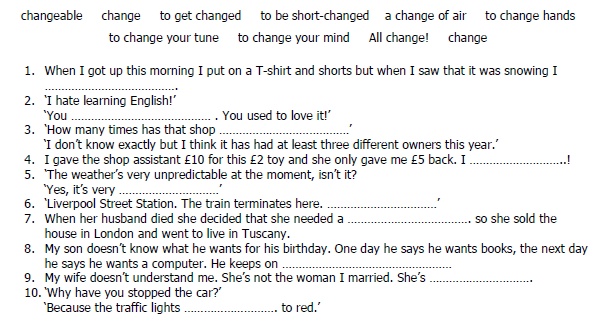 changeable change to get changed to be short-changed a change of air to change hands
to change your tune to change your mind All change! change
1. When I got up this morning I put on a T-shirt and shorts but when I saw that it was snowing I
.......................................
2. 'I hate learning English!'
'You .......................................... . You used to love it!'
3. 'How many times has that shop .......................................'
'I don't know exactly but I think it has had at least three different owners this year.'
4. I gave the shop assistant £10 for this £2 toy and she only gave me £5 back. I .............................!
5. 'The weather's very unpredictable at the moment, isn't it?
'Yes, it's very ..............................'
6. 'Liverpool Street Station. The train terminates here. .................................'
7. When her husband died she decided that she needed a ..................................... so she sold the
house in London and went to live in Tuscany.
8. My son doesn't know what he wants for his birthday. One day he says he wants books, the next day
he says he wants a computer. He keeps on ...................................................
9. My wife doesn't understand me. She's not the woman I married. She's ...............................
10. 'Why have you stopped the car?'
'Because the traffic lights ............................ to red.'